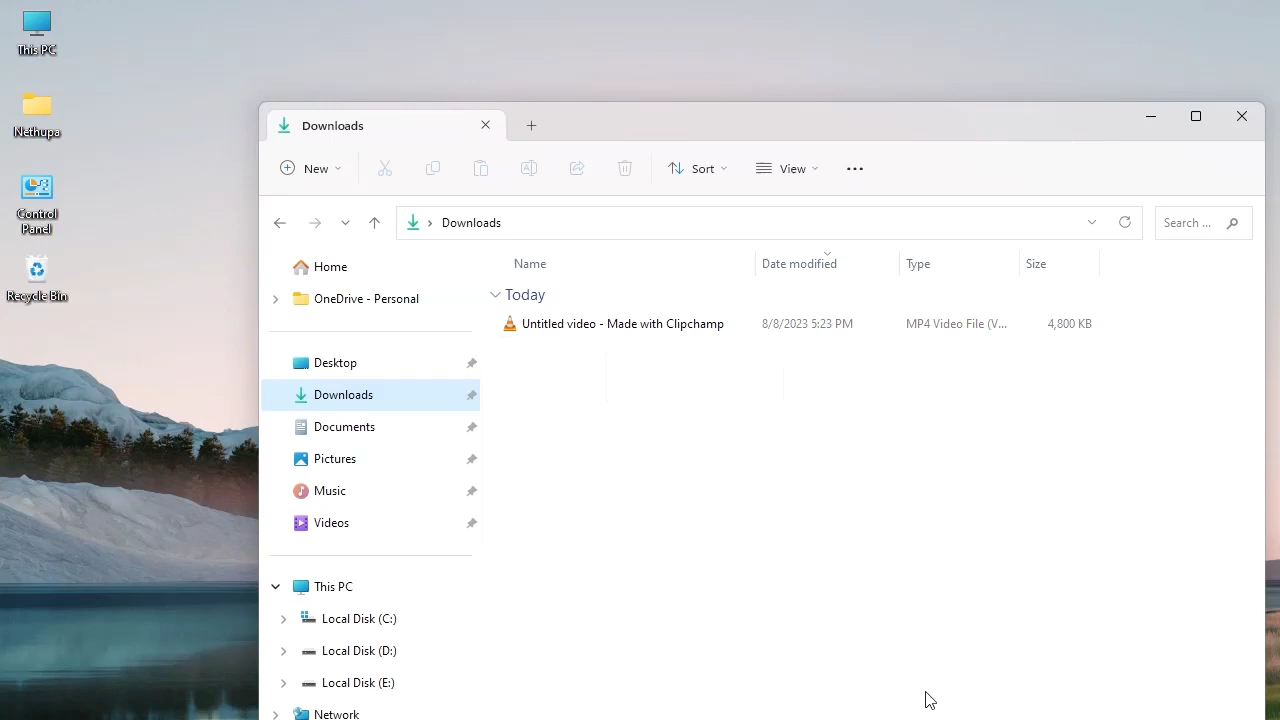 This PC
Nethupa
Control
Panel
Recycle Bin
Downloads
New
Sort
View
Downloads
Search ...
Home
OneDrive - Personal
Desktop
Downloads
Documents
Pictures
Music
Videos
This PC
Local Disk (C:)
Local Disk (D:)
Local Disk (E:)
Network
Name Date modified Type Size
Today
Untitled video - Made with Clipchamp 8/8/2023 5:23 PM MP4 Video File (V... 4,800 KB